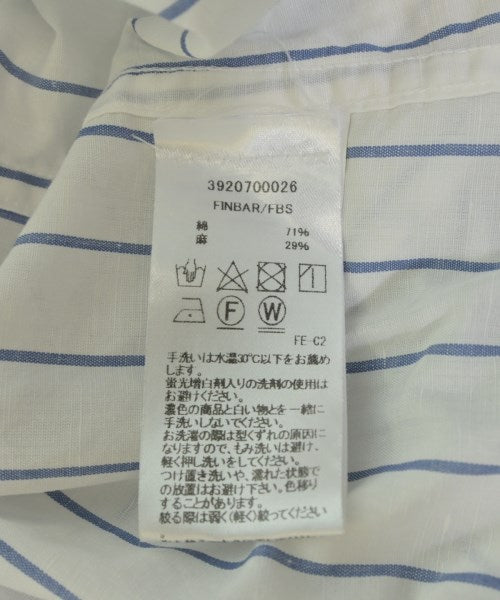 3920700026
FINBAR/FBS
綿 71%
麻 29%
F W
FE-C2
手洗いは水温30℃以下をお薦め
します。
蛍光増白剤入りの洗剤の使用は
お避けください。
濃色の商品と白い物とを一緒に
手洗いしないでください。
お洗濯の際は型くずれの原因に
なりますので、もみ洗いは避け、
軽く押し洗いをしてください。
つけ置き洗いや、濡れた状態で
の放置はお避け下さい。色移り
することがあります。
絞る際は弱く(軽く)絞ってください
。